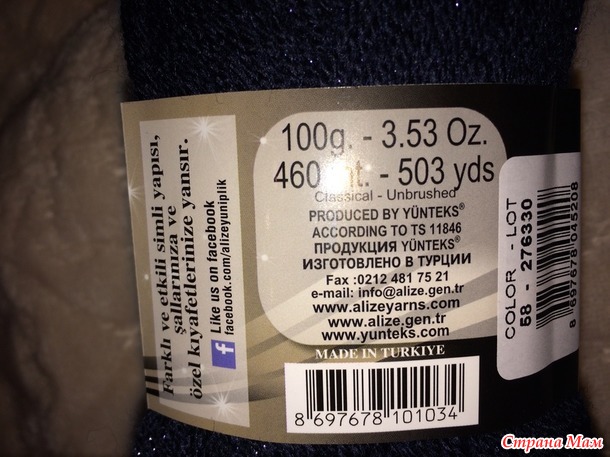 Farklı ve etkili simli yapısı,
şallarınıza ve
özel kıyafetlerinize yansır.
Like us on facebook
facebook.com/alizeyuniplik
100g. - 3.53 Oz.
460 mt. - 503 yds
Classical - Unbrushed
PRODUCED BY YÜNTEKS®
ACCORDING TO TS 11846
ПРОДУКЦИЯ YÜNTEKS®
ИЗГОТОВЛЕНО В ТУРЦИИ
Fax :0212 481 75 21
e-mail: info@alize.gen.tr
www.alizeyarns.com
www.alize.gen.tr
www.yunteks.com
MADE IN TURKIYE
8 697678 101034
COLOR - LOT
58 - 276330
8 697678 045208
Страна Мам